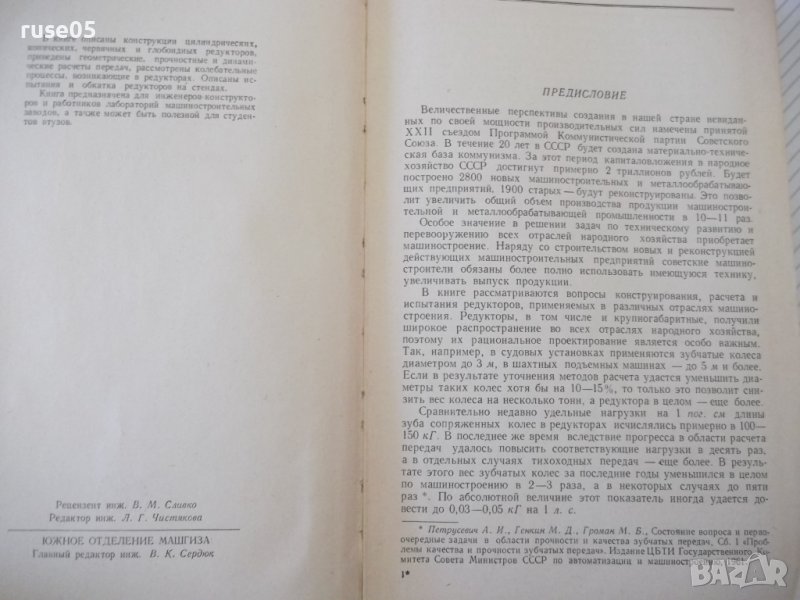 ruse05
В книге описаны конструкции цилиндрических,
конических, червячных и глобоидных редукторов,
приведены геометрические, прочностные и динами-
ческие расчеты передач, рассмотрены колебательные
процессы, возникающие в редукторах. Описаны ис-
пытания и обкатка редукторов на стендах.
Книга предназначена для инженеров-конструкто-
ров и работников лабораторий машиностроительных
заводов, а также может быть полезной для студен-
тов втузов.
Рецензент инж. В. М. Сливко
Редактор инж. Л. Г. Чистякова
ЮЖНОЕ ОТДЕЛЕНИЕ МАШГИЗА
Главный редактор инж. В. К. Сердюк
ПРЕДИСЛОВИЕ
Величественные перспективы создания в нашей стране невидан-
ных по своей мощности производительных сил намечены принятой
XXII съездом Программой Коммунистической партии Советского
Союза. В течение 20 лет в СССР будет создана материально-техниче-
ская база коммунизма. За этот период капиталовложения в народное
хозяйство СССР достигнут примерно 2 триллионов рублей. Будет
построено 2800 новых машиностроительных и металлообрабатываю-
щих предприятий, 1900 старых — будут реконструированы. Это позво-
лит увеличить общий объем производства продукции машинострои-
тельной и металлообрабатывающей промышленности в 10—11 раз.
Особое значение в решении задач по техническому развитию и
перевооружению всех отраслей народного хозяйства приобретает
машиностроение. Наряду со строительством новых и реконструкцией
действующих машиностроительных предприятий советские машино-
строители обязаны более полно использовать имеющуюся технику,
увеличивать выпуск продукции.
В книге рассматриваются вопросы конструирования, расчета и
испытания редукторов, применяемых в различных отраслях машино-
строения. Редукторы, в том числе и крупногабаритные, получили
широкое распространение во всех отраслях народного хозяйства,
поэтому их рациональное проектирование является особо важным.
Так, например, в судовых установках применяются зубчатые колеса
диаметром до 3 м, в шахтных подъемных машинах — до 5 м и более.
Если в результате уточнения методов расчета удастся уменьшить диа-
метры таких колес хотя бы на 10—15%, то только это позволит сни-
зить вес колеса на несколько тонн, а редуктора в целом — еще более.
Сравнительно недавно удельные нагрузки на 1 пог. см длины
зуба сопряженных колес в редукторах исчислялись примерно в 100—
150 кГ. В последнее же время вследствие прогресса в области расчета
передач удалось повысить соответствующие нагрузки в десять раз,
а в отдельных случаях тихоходных передач — еще более. В резуль-
тате этого вес зубчатых колес за последние годы уменьшился в целом
по машиностроению в 2—3 раза, а в некоторых случаях до пяти
раз *. По абсолютной величине этот показатель иногда удается до-
вести до 0,03—0,05 кГ на 1 л. с.
* Петрусевич А. И., Генкин М. Д., Громан М. Б., Состояние вопроса и перво-
очередные задачи в области прочности и качества зубчатых передач, Сб. 1 «Проб-
лемы качества и прочности зубчатых передач». Издание ЦБТИ Государственного Ко-
митета Совета Министров СССР по автоматизации и машиностроению, 1961.
1*
БАЗАР